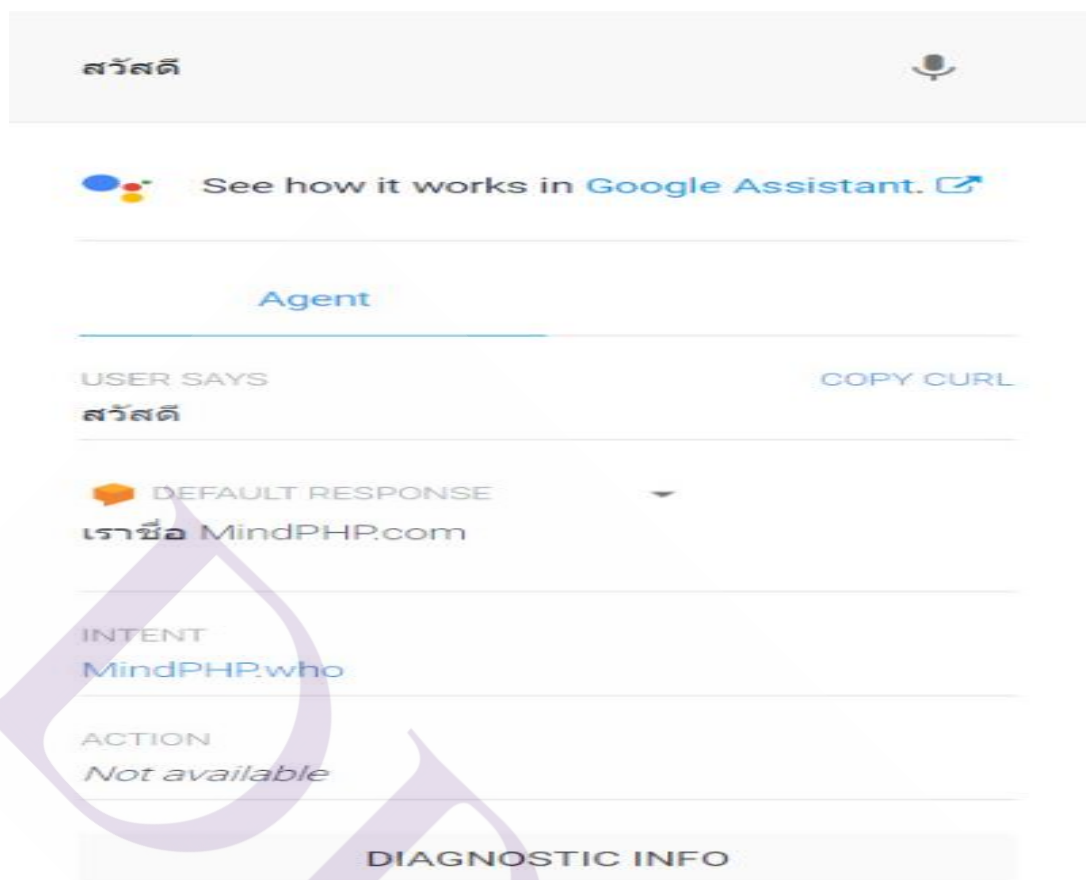 สวัสดี
See how it works in Google Assistant.
Agent
USER SAYS COPY CURL
สวัสดี
DEFAULT RESPONSE
เราชื่อ MindPHP.com
INTENT
MindPHP.who
ACTION
Not available
DIAGNOSTIC INFO